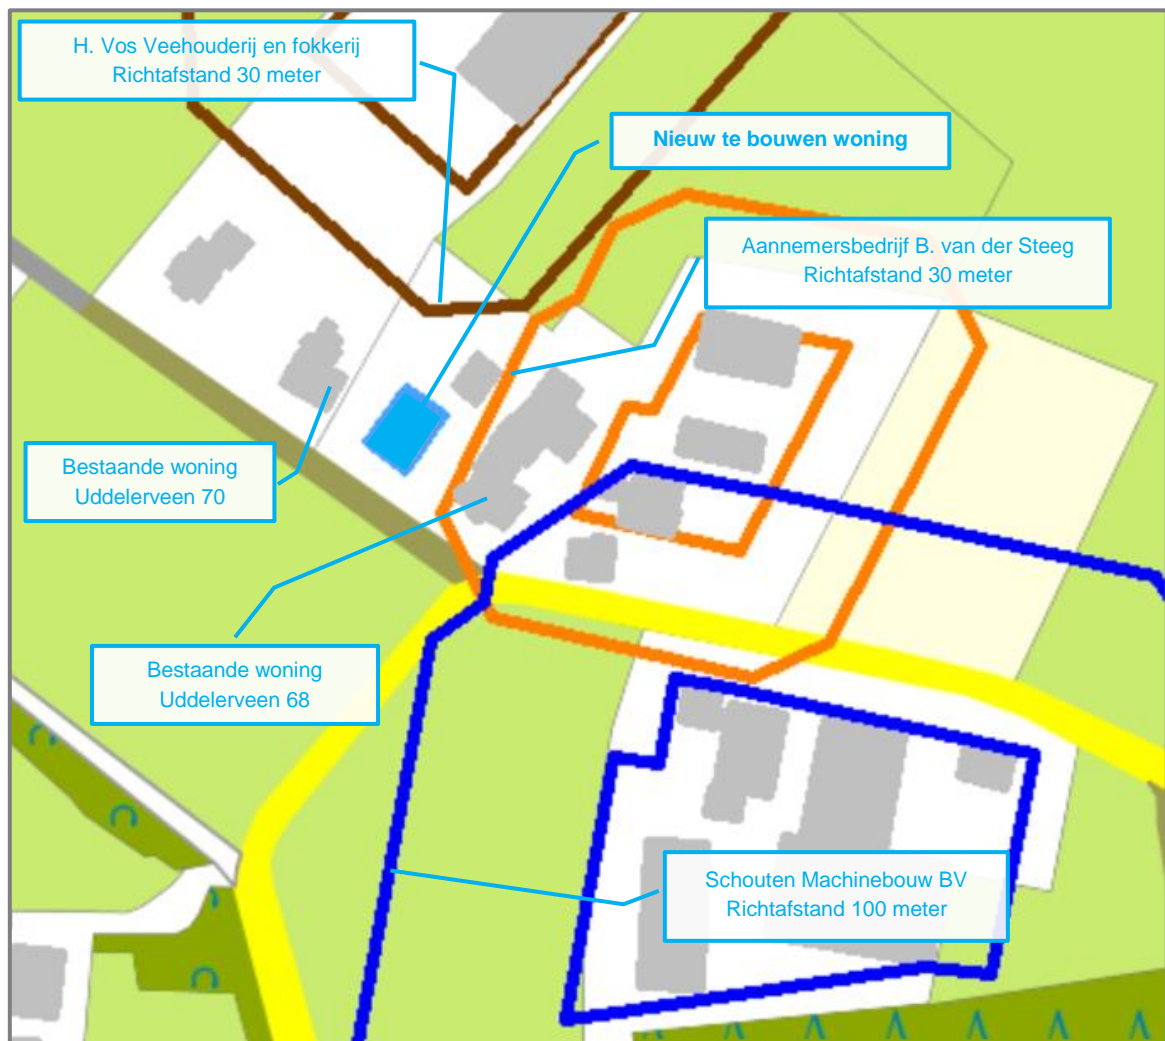 H. Vos Veehouderij en fokkerij
Richtafstand 30 meter
Nieuw te bouwen woning
Aannemersbedrijf B. van der Steeg
Richtafstand 30 meter
Bestaande woning
Uddelerveen 70
Bestaande woning
Uddelerveen 68
Schouten Machinebouw BV
Richtafstand 100 meter